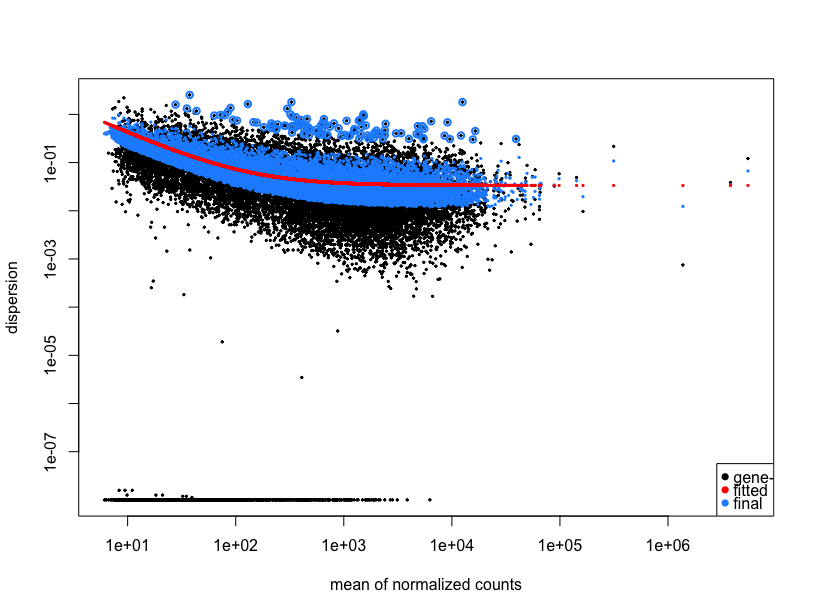 dispersion
1e-01
1e-03
1e-05
1e-07
gene-
fitted
final
1e+01 1e+02 1e+03 1e+04 1e+05 1e+06
mean of normalized counts